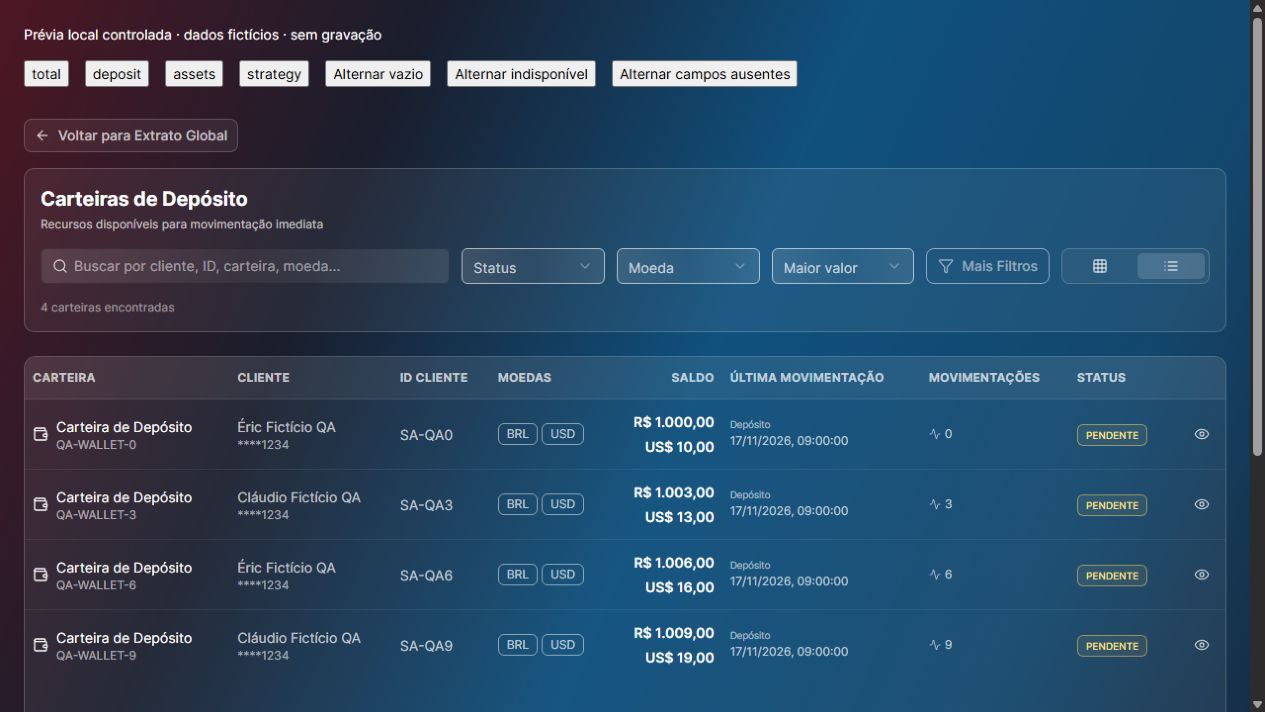 Prévia local controlada · dados fictícios · sem gravação
total deposit assets strategy Alternar vazio Alternar indisponível Alternar campos ausentes
Voltar para Extrato Global
Carteiras de Depósito
Recursos disponíveis para movimentação imediata
Buscar por cliente, ID, carteira, moeda... Status Moeda Maior valor Mais Filtros
4 carteiras encontradas
CARTEIRA CLIENTE ID CLIENTE MOEDAS SALDO ÚLTIMA MOVIMENTAÇÃO MOVIMENTAÇÕES STATUS
Carteira de Depósito Éric Fictício QA SA-QA0 BRL USD R$ 1.000,00 Depósito 0 PENDENTE
QA-WALLET-0 ****1234 US$ 10,00 17/11/2026, 09:00:00
Carteira de Depósito Cláudio Fictício QA SA-QA3 BRL USD R$ 1.003,00 Depósito 3 PENDENTE
QA-WALLET-3 ****1234 US$ 13,00 17/11/2026, 09:00:00
Carteira de Depósito Éric Fictício QA SA-QA6 BRL USD R$ 1.006,00 Depósito 6 PENDENTE
QA-WALLET-6 ****1234 US$ 16,00 17/11/2026, 09:00:00
Carteira de Depósito Cláudio Fictício QA SA-QA9 BRL USD R$ 1.009,00 Depósito 9 PENDENTE
QA-WALLET-9 ****1234 US$ 19,00 17/11/2026, 09:00:00